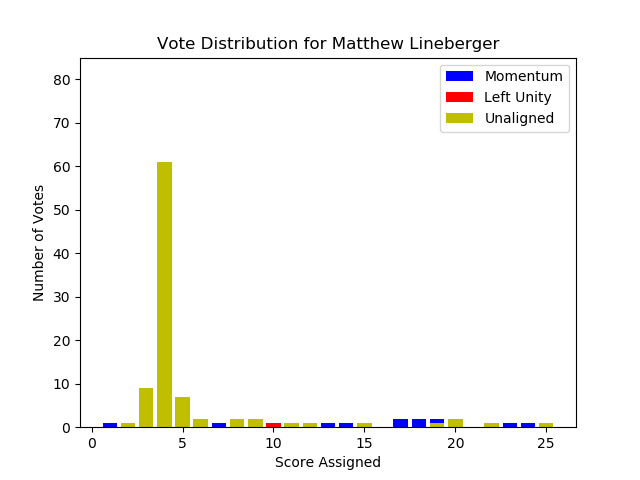 Vote Distribution for Matthew Lineberger
Momentum
Left Unity
Unaligned
Number of Votes
80
70
60
50
40
30
20
10
0
0 5 10 15 20 25
Score Assigned